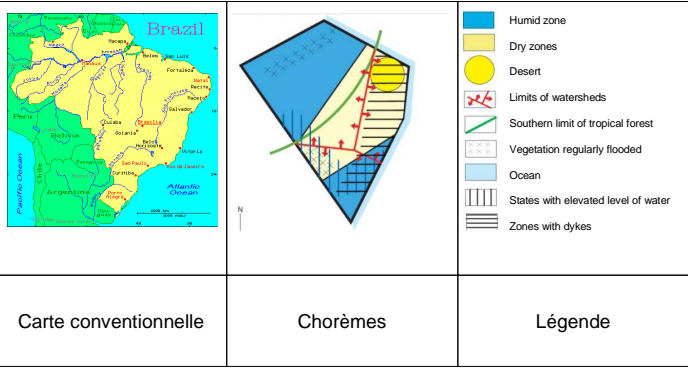 Brazil
Venezuela
Macapa
Manaus
Belem
Sao Luis
Fortaleza
Natal
Recife
Maceio
Salvador
Peru
Bolivia
Cuiaba
Brasilia
Goiania
Belo
Horizonte
Vitoria
Rio de Janeiro
Sao Paulo
Curitiba
Paraguay
Porto
Alegre
Chile
Argentina
Pacific Ocean
Atlantic
Ocean
N
Humid zone
Dry zones
Desert
Limits of watersheds
Southern limit of tropical forest
Vegetation regularly flooded
Ocean
States with elevated level of water
Zones with dykes
Carte conventionnelle
Chorèmes
Légende